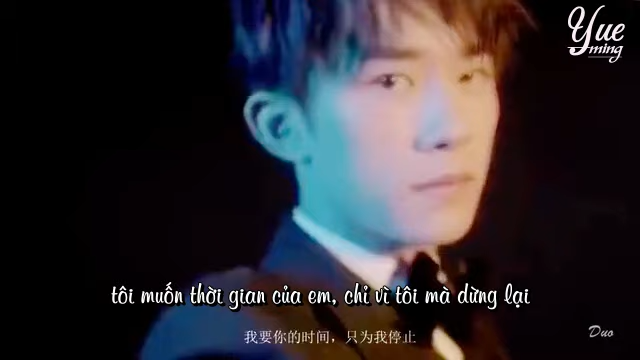 Yue
ming
tôi muốn thời gian của em, chỉ vì tôi mà dừng lại
我要你的时间，只为我停止
Duo